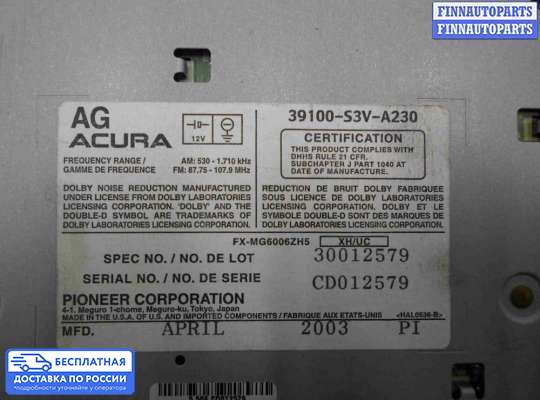 FINNAUTOPARTS
FINNAUTOPARTS
FINNAUTOPARTS
AG
ACURA
12V
39100-S3V-A230
CERTIFICATION
THIS PRODUCT COMPLIES WITH
DHHS RULE 21 CFR.
SUBCHAPTER J PART 1040 AT
DATE OF MANUFACTURE.
FREQUENCY RANGE / AM: 530 - 1,710 kHz
GAMME DE FREQUENCE FM: 87.75 - 107.9 MHz
DOLBY NOISE REDUCTION MANUFACTURED
UNDER LICENSE FROM DOLBY LABORATORIES
LICENSING CORPORATION. 'DOLBY' AND THE
DOUBLE-D SYMBOL ARE TRADEMARKS
OF DOLBY LABORATORIES LICENSING
CORPORATION.
REDUCTION DE BRUIT DOLBY FABRIQUEE
SOUS LICENCE DE DOLBY LABORATORIES
LICENSING CORPORATION. DOLBY ET LE
SYMBOLE DOUBLE-D SONT DES MARQUES DE
DOLBY LABORATORIES LICENSING
CORPORATION.
FX-MG6006ZH5 XH/UC
SPEC NO. / NO. DE LOT 30012579
SERIAL NO. / NO. DE SERIE CD012579
PIONEER CORPORATION
4-1, Meguro 1-chome, Meguro-ku, Tokyo, Japan
MADE IN THE U.S.A. OF U.S. AND IMPORTED COMPONENTS / FABRIQUE AUX ETATS-UNIS <HAL0536-B>
MFD. APRIL 2003 PI
БЕСПЛАТНАЯ
ДОСТАВКА ПО РОССИИ
подробности уточняйте у оператора